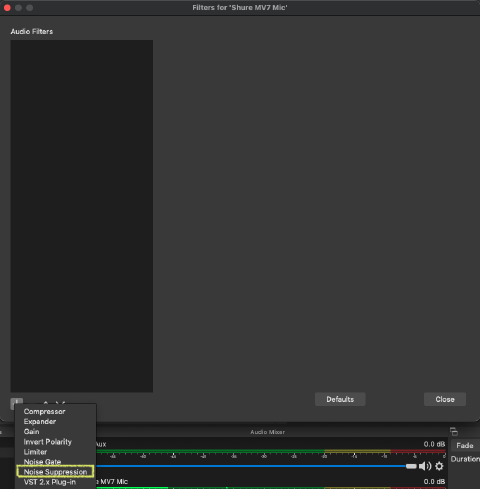 Filters for 'Shure MV7 Mic'
Audio Filters
Defaults
Close
Compressor
Expander
Gain
Invert Polarity
Limiter
Noise Gate
Noise Suppression
VST 2.x Plug-in
Audio Mixer
Aux
0.0 dB
Fade
Duration
MV7 Mic
0.0 dB